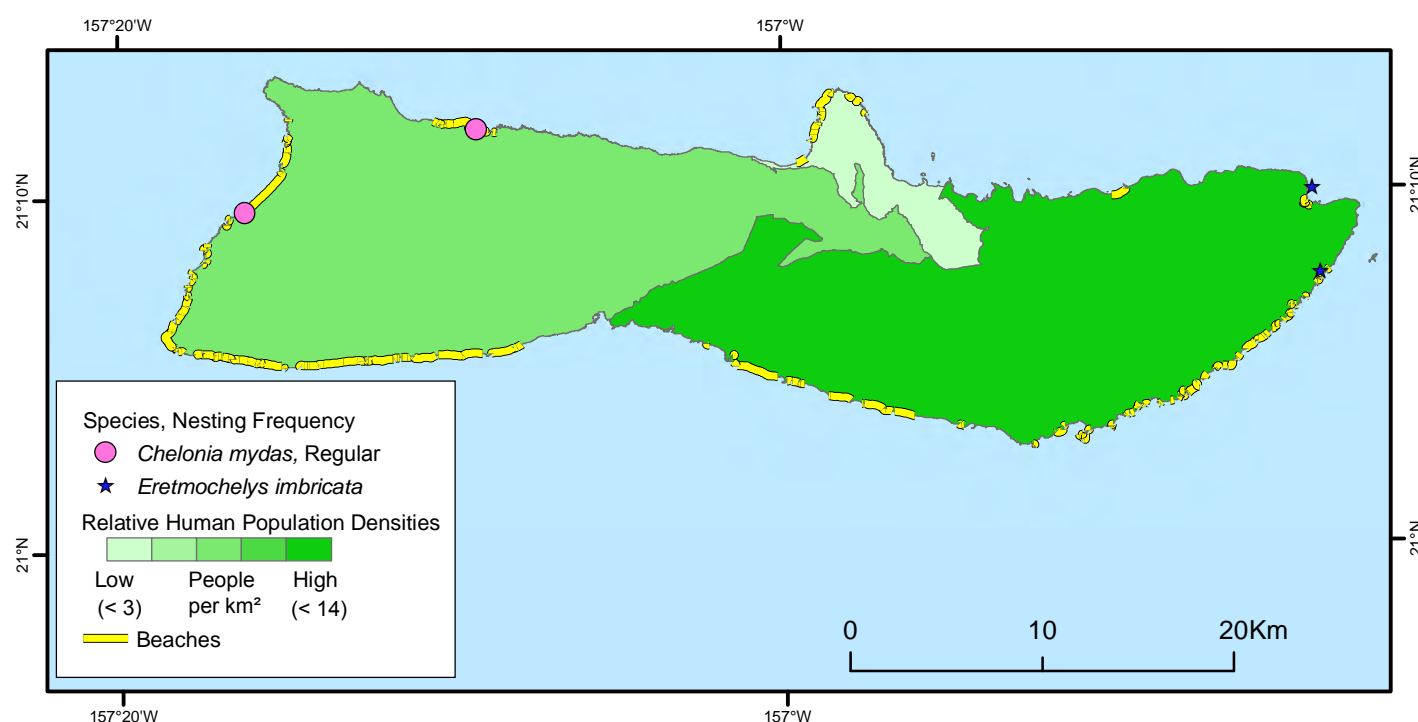 157°20'W 157°W
21°10'N 21°10'N
Species, Nesting Frequency
Chelonia mydas, Regular
Eretmochelys imbricata
Relative Human Population Densities
Low People High
(< 3) per km² (< 14)
Beaches
0 10 20Km
21°N 21°N
157°20'W 157°W